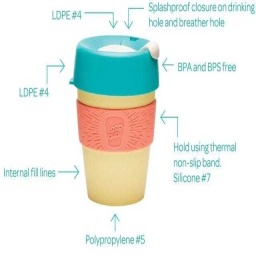 LDPE #4
Splashproof closure on drinking
hole and breather hole
BPA and BPS free
LDPE #4
Hold using thermal
non-slip band.
Silicone #7
Internal fill lines
Polypropylene #5